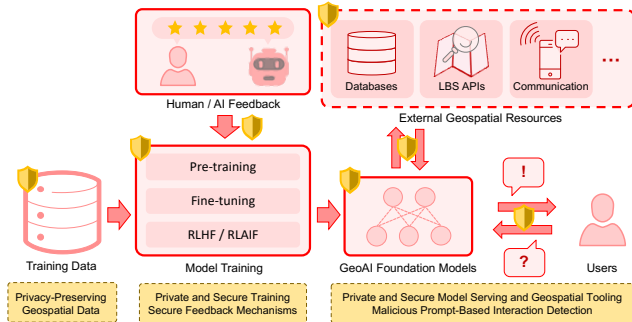 Databases
LBS APIs
Communication
...
Human / AI Feedback
External Geospatial Resources
Pre-training
Fine-tuning
RLHF / RLAIF
!
?
Training Data
Model Training
GeoAI Foundation Models
Users
Privacy-Preserving
Geospatial Data
Private and Secure Training
Secure Feedback Mechanisms
Private and Secure Model Serving and Geospatial Tooling
Malicious Prompt-Based Interaction Detection